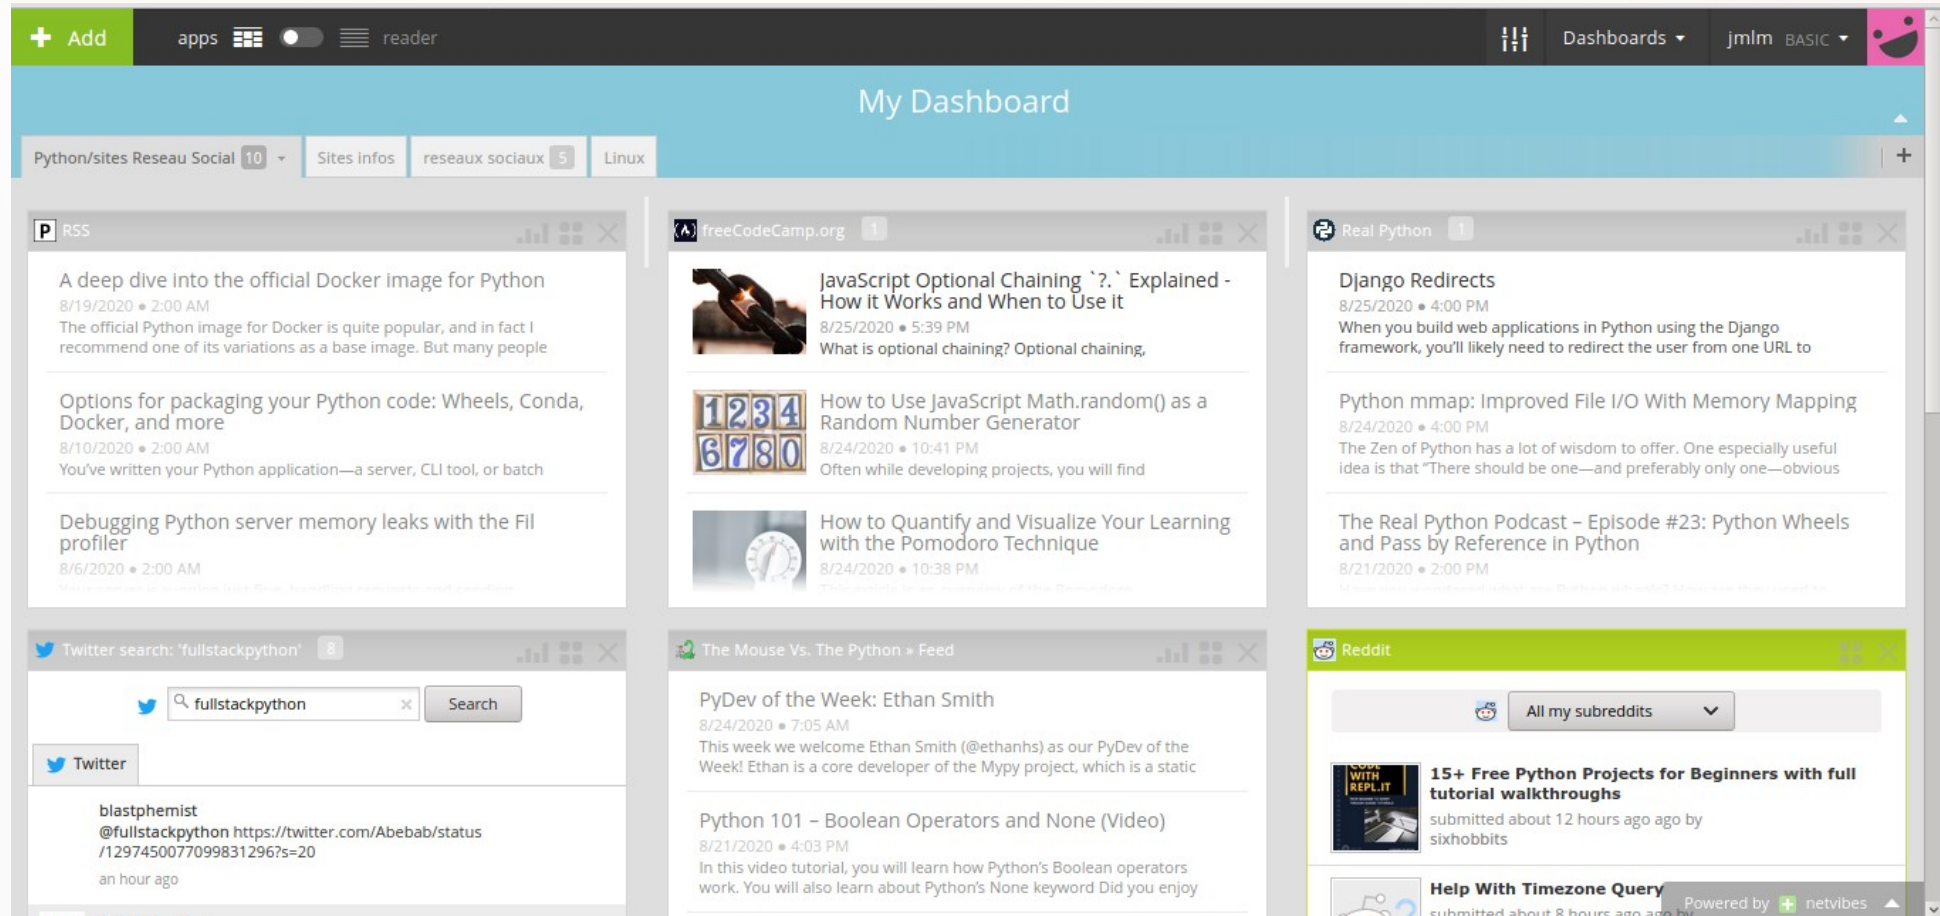 Add
apps
reader
Dashboards
jmlm BASIC
My Dashboard
Python/sites Reseau Social 10
Sites infos
reseaux sociaux 5
Linux
P RSS
A deep dive into the official Docker image for Python
8/19/2020 ● 2:00 AM
The official Python image for Docker is quite popular, and in fact I
recommend one of its variations as a base image. But many people
Options for packaging your Python code: Wheels, Conda,
Docker, and more
8/10/2020 ● 2:00 AM
You've written your Python application—a server, CLI tool, or batch
Debugging Python server memory leaks with the Fil
profiler
8/6/2020 ● 2:00 AM
freeCodeCamp.org 1
JavaScript Optional Chaining `?.` Explained -
How it Works and When to Use it
8/25/2020 ● 5:39 PM
What is optional chaining? Optional chaining,
1234
6780
How to Use JavaScript Math.random() as a
Random Number Generator
8/24/2020 ● 10:41 PM
Often while developing projects, you will find
How to Quantify and Visualize Your Learning
with the Pomodoro Technique
8/24/2020 ● 10:38 PM
Real Python 1
Django Redirects
8/25/2020 ● 4:00 PM
When you build web applications in Python using the Django
framework, you'll likely need to redirect the user from one URL to
Python mmap: Improved File I/O With Memory Mapping
8/24/2020 ● 4:00 PM
The Zen of Python has a lot of wisdom to offer. One especially useful
idea is that “There should be one—and preferably only one—obvious
The Real Python Podcast – Episode #23: Python Wheels
and Pass by Reference in Python
8/21/2020 ● 2:00 PM
Twitter search: 'fullstackpython' 8
fullstackpython
Search
Twitter
blastphemist
@fullstackpython https://twitter.com/Abebab/status
/1297450077099831296?s=20
an hour ago
The Mouse Vs. The Python » Feed
PyDev of the Week: Ethan Smith
8/24/2020 ● 7:05 AM
This week we welcome Ethan Smith (@ethanhs) as our PyDev of the
Week! Ethan is a core developer of the Mypy project, which is a static
Python 101 – Boolean Operators and None (Video)
8/21/2020 ● 4:03 PM
In this video tutorial, you will learn how Python's Boolean operators
work. You will also learn about Python's None keyword Did you enjoy
Reddit
All my subreddits
CODE
WITH
REPL.IT
15+ Free Python Projects for Beginners with full
tutorial walkthroughs
submitted about 12 hours ago ago by
sixhobbits
Help With Timezone Query
submitted about 8 hours ago ago by
Powered by netvibes